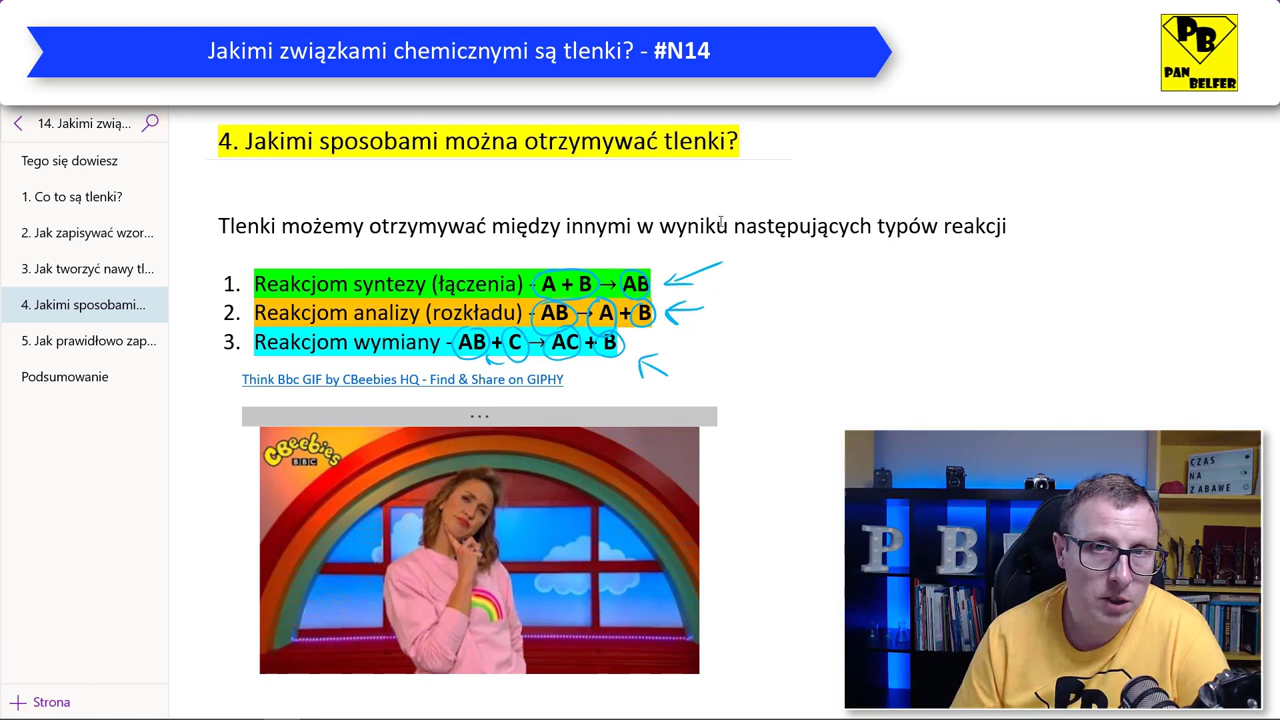 Jakimi związkami chemicznymi są tlenki? - #N14
PB
PAN
BELFER
14. Jakimi zwią...
Tego się dowiesz
1. Co to są tlenki?
2. Jak zapisywać wzor...
3. Jak tworzyć nawy tl...
4. Jakimi sposobami...
5. Jak prawidłowo zap...
Podsumowanie
Strona
4. Jakimi sposobami można otrzymywać tlenki?
Tlenki możemy otrzymywać między innymi w wyniku następujących typów reakcji
1. Reakcjom syntezy (łączenia) - A + B → AB
2. Reakcjom analizy (rozkładu) - AB → A + B
3. Reakcjom wymiany - AB + C → AC + B
Think Bbc GIF by CBeebies HQ - Find & Share on GIPHY
...
CBeebies
BBC
CZAS
NA
ZABAWE
P B